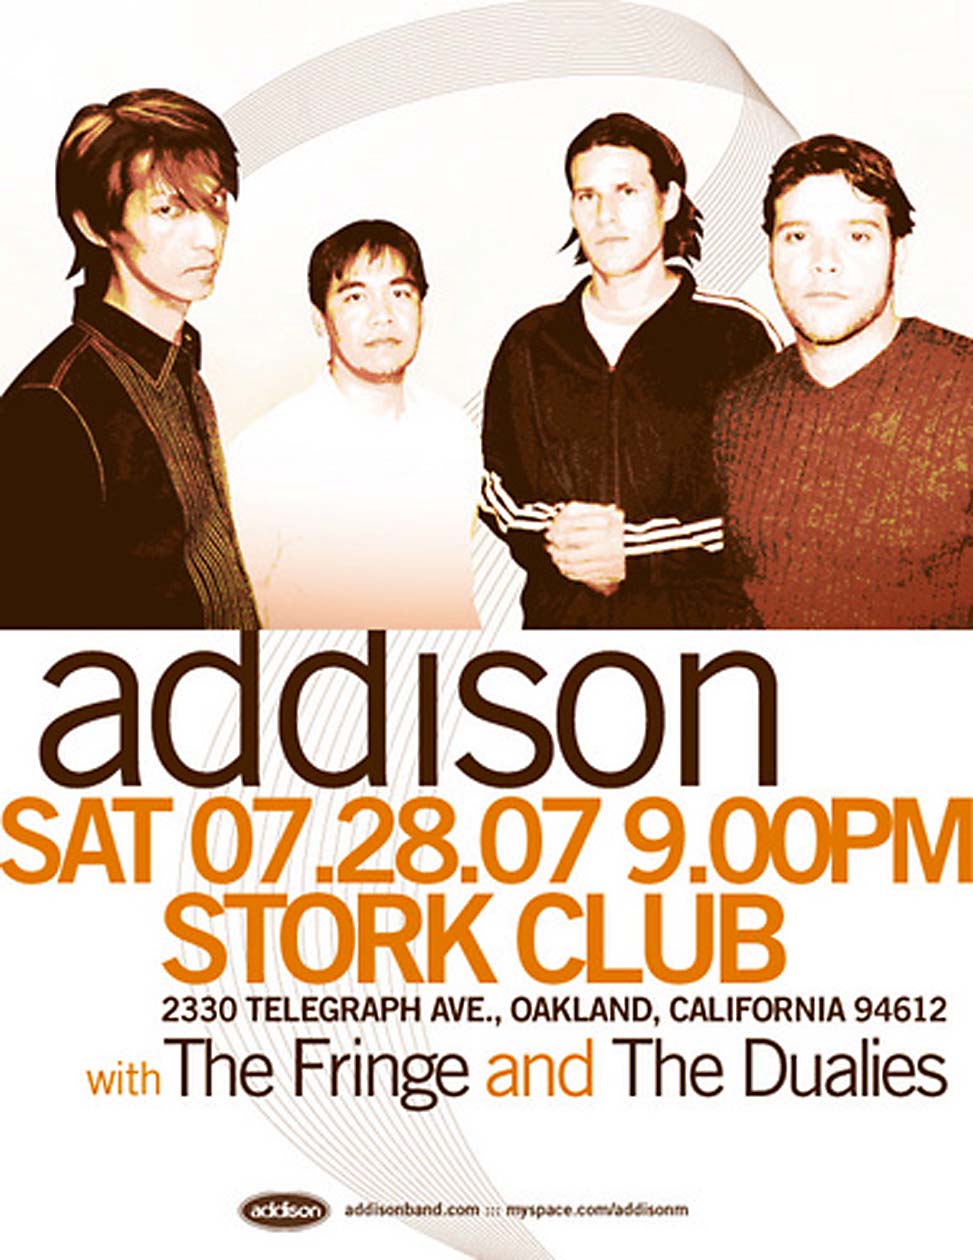 addison
SAT 07.28.07 9.00PM
STORK CLUB
2330 TELEGRAPH AVE., OAKLAND, CALIFORNIA 94612
with The Fringe and The Dualies
addison addisonband.com ::: myspace.com/addisonm